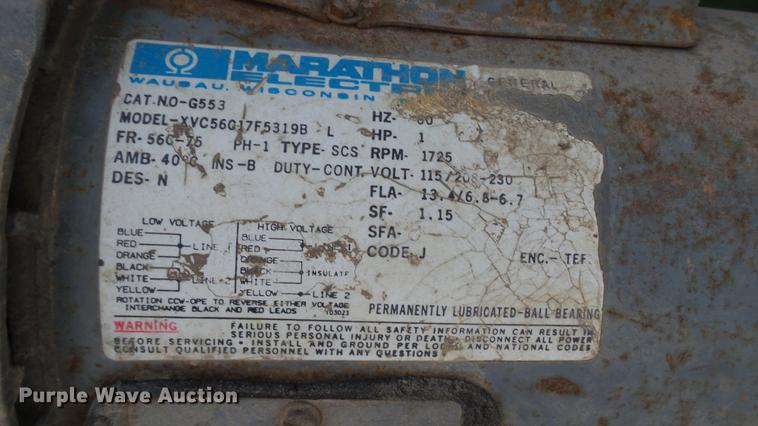 MARATHON
ELECTRIC
WAUSAU, WISCONSIN
GENERAL
CAT.NO-G553
MODEL-XVC56G17F5319B L
FR-56C-75 PH-1 TYPE-SCS
AMB-40°C INS-B DUTY-CONT
DES-N
HZ-60
HP-1
RPM-1725
VOLT-115/208-230
FLA-13.4/6.8-6.7
SF-1.15
SFA-
CODE-J
ENC.-TEF
LOW VOLTAGE
BLUE
RED
LINE 1
ORANGE
BLACK
WHITE
LINE 2
YELLOW
HIGH VOLTAGE
BLUE
RED
LINE 1
ORANGE
BLACK
INSULATE
WHITE
YELLOW
LINE 2
ROTATION CCW-OPE TO REVERSE EITHER VOLTAGE
INTERCHANGE BLACK AND RED LEADS
PERMANENTLY LUBRICATED-BALL BEARING
WARNING
FAILURE TO FOLLOW ALL SAFETY INFORMATION CAN RESULT IN
SERIOUS PERSONAL INJURY OR DEATH. DISCONNECT ALL POWER
BEFORE SERVICING • INSTALL AND GROUND PER LOCAL AND NATIONAL CODES
CONSULT QUALIFIED PERSONNEL WITH ANY QUESTIONS
Purple Wave Auction